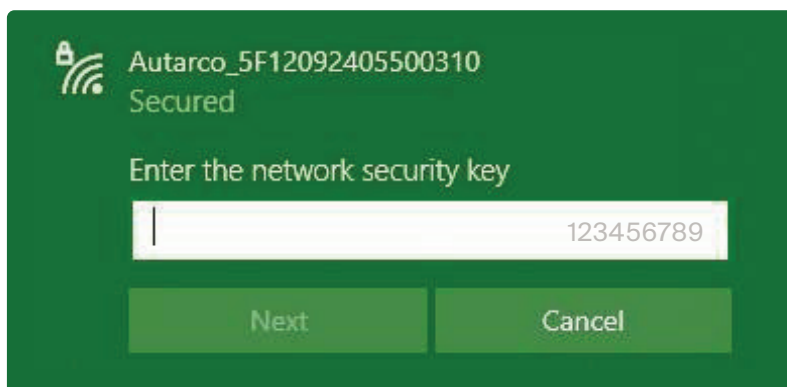 Autarco_5F12092405500310
Secured
Enter the network security key
123456789
Next
Cancel